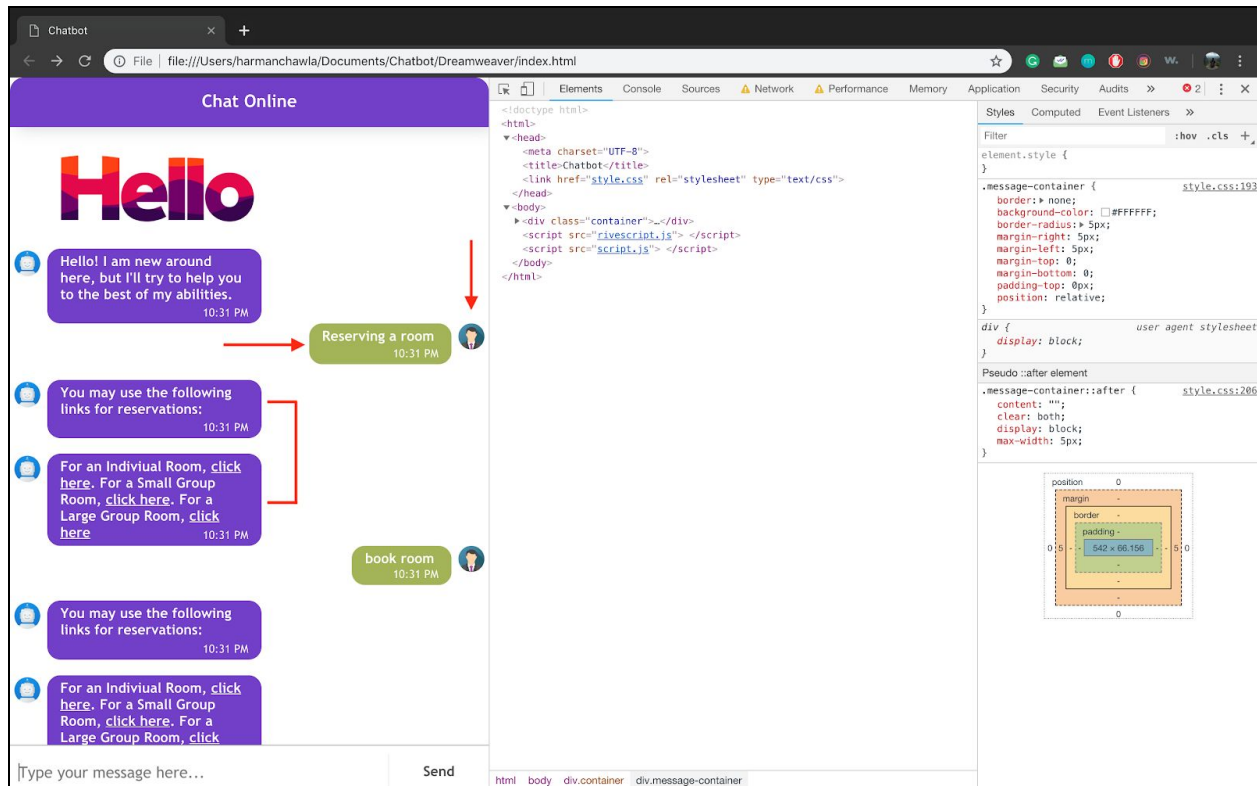 Chatbot
File file:///Users/harmanchawla/Documents/Chatbot/Dreamweaver/index.html
w.
Chat Online
Hello
Hello! I am new around
here, but I'll try to help you
to the best of my abilities.
10:31 PM
Reserving a room
10:31 PM
You may use the following
links for reservations:
10:31 PM
For an Indiviual Room, click
here. For a Small Group
Room, click here. For a
Large Group Room, click
here 10:31 PM
book room
10:31 PM
You may use the following
links for reservations:
10:31 PM
For an Indiviual Room, click
here. For a Small Group
Room, click here. For a
Large Group Room, click
Type your message here... Send
Elements Console Sources Network Performance Memory Application Security Audits » 2
<!doctype html>
<html>
<head>
<meta charset="UTF-8">
<title>Chatbot</title>
<link href="style.css" rel="stylesheet" type="text/css">
</head>
<body>
<div class="container">…</div>
<script src="rivescript.js"> </script>
<script src="script.js"> </script>
</body>
</html>
html body div.container div.message-container
Styles Computed Event Listeners »
Filter :hov .cls +
element.style {
}
.message-container { style.css:193
border: none;
background-color: #FFFFFF;
border-radius: 5px;
margin-right: 5px;
margin-left: 5px;
margin-top: 0;
margin-bottom: 0;
padding-top: 0px;
position: relative;
}
div { user agent stylesheet
display: block;
}
Pseudo ::after element
.message-container::after { style.css:206
content: "";
clear: both;
display: block;
max-width: 5px;
}
position 0
margin -
border -
padding -
0 5 - - 542 × 66.156 - - 5 0
-
-
-
0